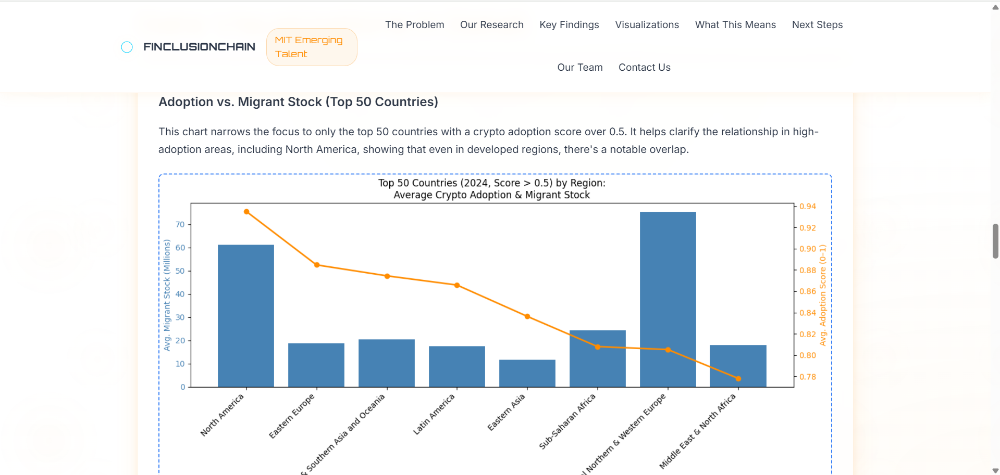 FINCLUSIONCHAIN
MIT Emerging
Talent
The Problem
Our Research
Key Findings
Visualizations
What This Means
Next Steps
Our Team
Contact Us
Adoption vs. Migrant Stock (Top 50 Countries)
This chart narrows the focus to only the top 50 countries with a crypto adoption score over 0.5. It helps clarify the relationship in high-
adoption areas, including North America, showing that even in developed regions, there's a notable overlap.
Top 50 Countries (2024, Score > 0.5) by Region:
Average Crypto Adoption & Migrant Stock
Avg. Migrant Stock (Millions)
70
60
50
40
30
20
10
0
0.94
0.92
0.90
0.88
0.86
0.84
0.82
0.80
0.78
Avg. Adoption Score (0–1)
North America
Eastern Europe
& Southern Asia and Oceania
Latin America
Eastern Asia
Sub-Saharan Africa
Northern & Western Europe
Middle East & North Africa